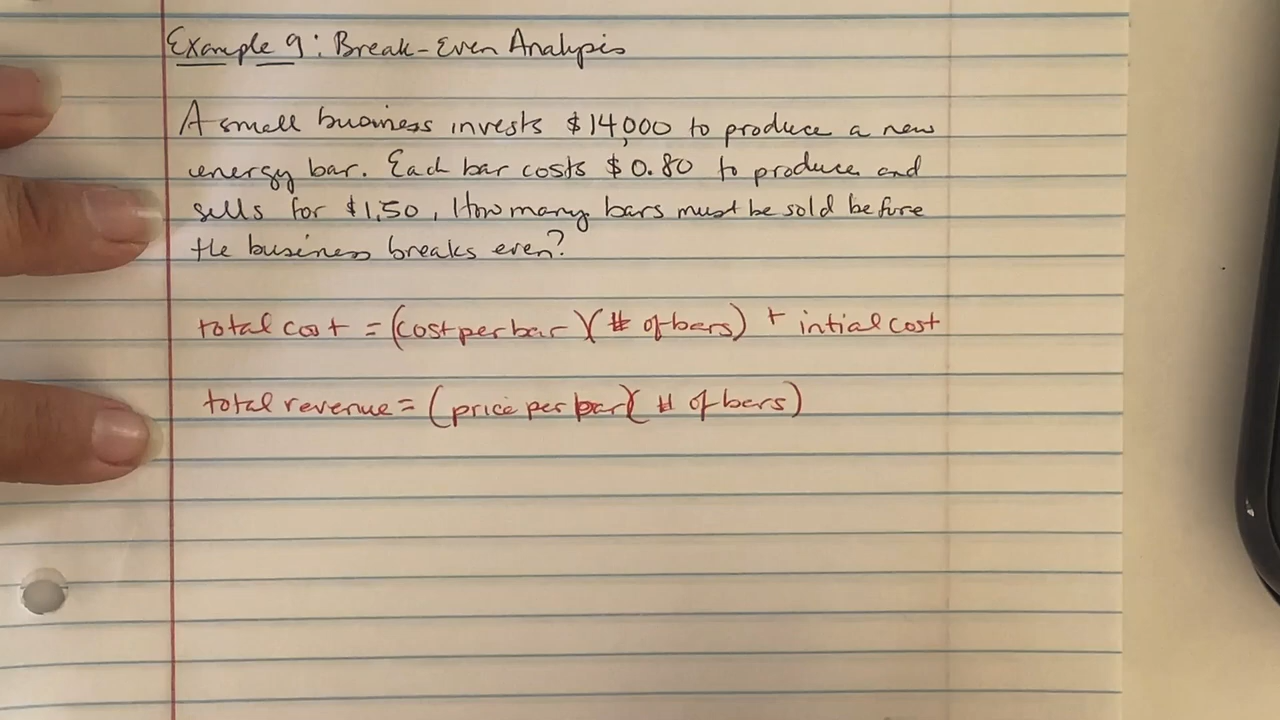 Example 9: Break-Even Analysis
A small business invests $14,000 to produce a new
energy bar. Each bar costs $0.80 to produce and
sells for $1.50, How many bars must be sold before
the business breaks even?
total cost = (cost per bar)(# of bars) + intial cost
total revenue = (price per bar)(# of bars)